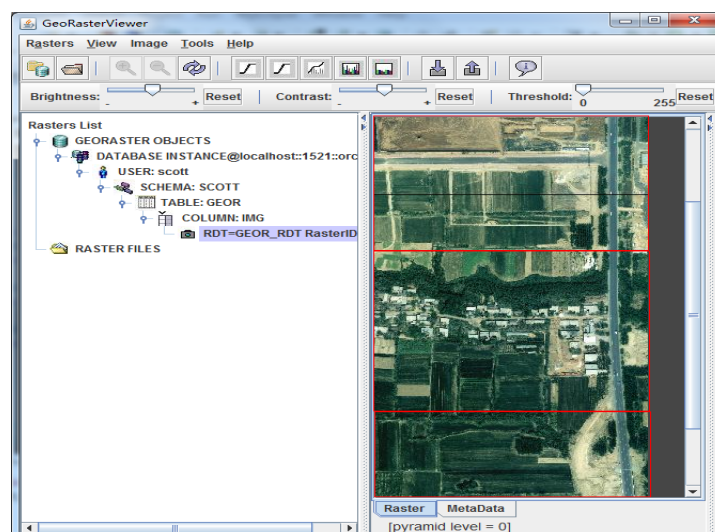 GeoRasterViewer
Rasters View Image Tools Help
Brightness: - + Reset Contrast: - + Reset Threshold: 0 255 Reset
Rasters List
GEORASTER OBJECTS
DATABASE INSTANCE@localhost::1521::orc
USER: scott
SCHEMA: SCOTT
TABLE: GEOR
COLUMN: IMG
RDT=GEOR_RDT RasterID
RASTER FILES
Raster MetaData
[pyramid level = 0]